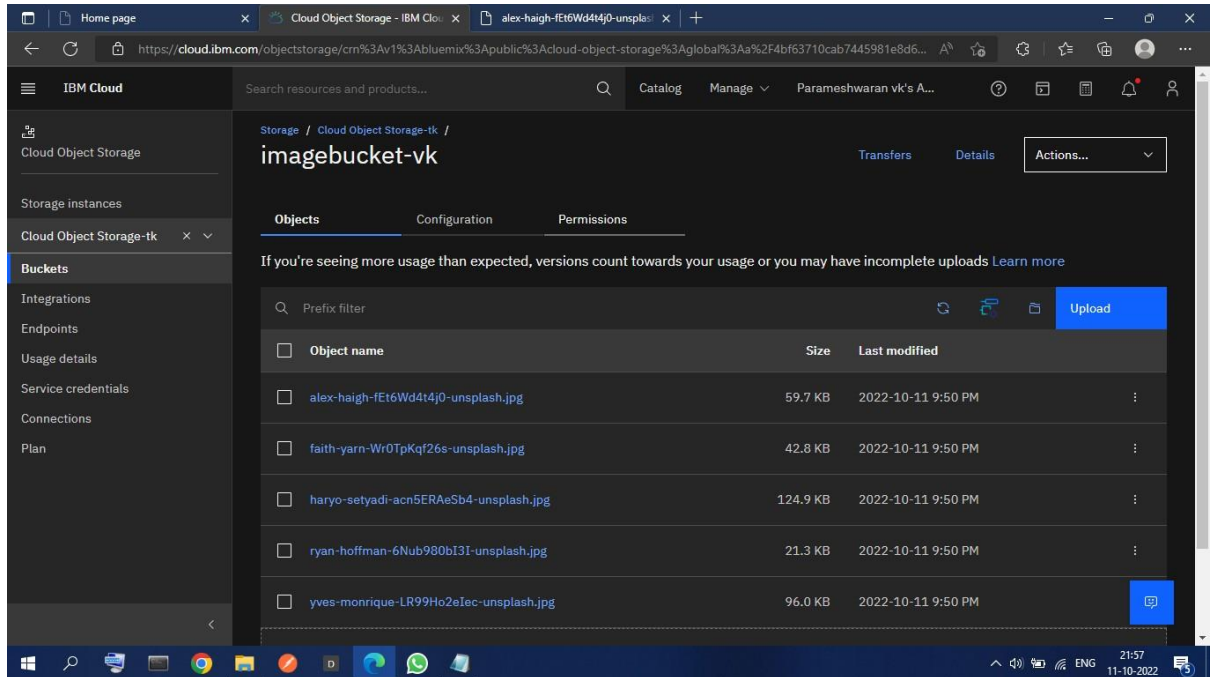 Home page
Cloud Object Storage - IBM Clou
alex-haigh-fEt6Wd4t4j0-unsplas
https://cloud.ibm.com/objectstorage/crn%3Av1%3Abluemix%3Apublic%3Acloud-object-storage%3Aglobal%3Aa%2F4bf63710cab7445981e8d6...
IBM Cloud
Search resources and products...
Catalog
Manage
Parameshwaran vk's A...
Cloud Object Storage
Storage instances
Cloud Object Storage-tk
Buckets
Integrations
Endpoints
Usage details
Service credentials
Connections
Plan
Storage / Cloud Object Storage-tk /
imagebucket-vk
Transfers
Details
Actions...
Objects
Configuration
Permissions
If you're seeing more usage than expected, versions count towards your usage or you may have incomplete uploads Learn more
Prefix filter
Upload
Object name Size Last modified
alex-haigh-fEt6Wd4t4j0-unsplash.jpg 59.7 KB 2022-10-11 9:50 PM
faith-yarn-Wr0TpKqf26s-unsplash.jpg 42.8 KB 2022-10-11 9:50 PM
haryo-setyadi-acn5ERAeSb4-unsplash.jpg 124.9 KB 2022-10-11 9:50 PM
ryan-hoffman-6Nub980bI3I-unsplash.jpg 21.3 KB 2022-10-11 9:50 PM
yves-monrique-LR99Ho2eIec-unsplash.jpg 96.0 KB 2022-10-11 9:50 PM
D
ENG
21:57
11-10-2022
5